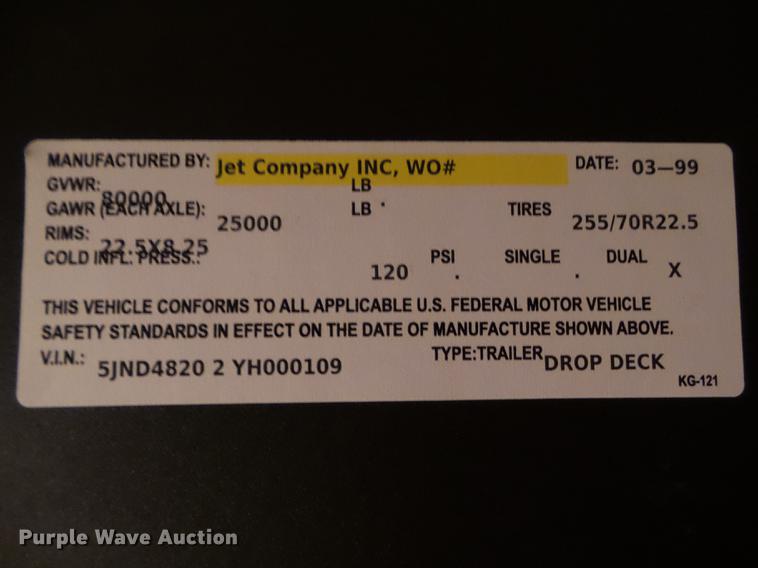 MANUFACTURED BY: Jet Company INC, WO# DATE: 03-99
GVWR: 80000 LB
GAWR (EACH AXLE): 25000 LB TIRES 255/70R22.5
RIMS: 22.5X8.25
COLD INFL. PRESS.: 120 PSI SINGLE DUAL X
THIS VEHICLE CONFORMS TO ALL APPLICABLE U.S. FEDERAL MOTOR VEHICLE
SAFETY STANDARDS IN EFFECT ON THE DATE OF MANUFACTURE SHOWN ABOVE.
V.I.N.: 5JND4820 2 YH000109 TYPE:TRAILER DROP DECK
KG-121
Purple Wave Auction